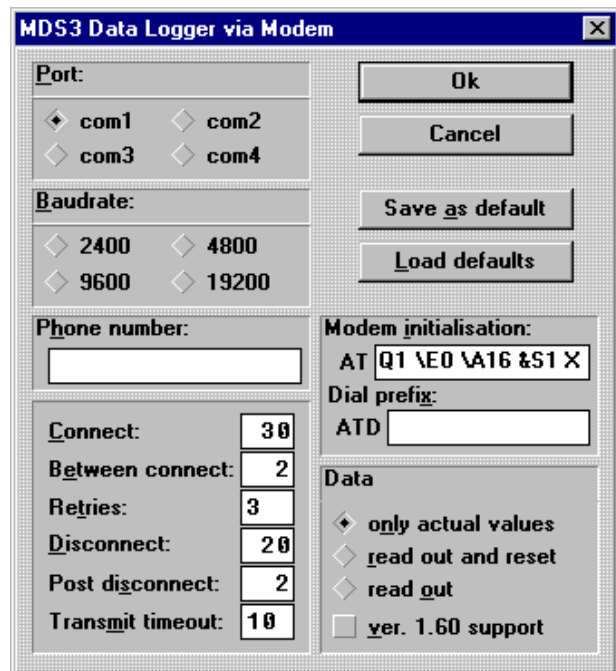 MDS3 Data Logger via Modem
Port:
com1 com2
com3 com4
Ok
Cancel
Baudrate:
2400 4800
9600 19200
Save as default
Load defaults
Phone number:
Modem initialisation:
AT Q1 \E0 \A16 &S1 X
Dial prefix:
ATD
Connect: 30
Between connect: 2
Retries: 3
Disconnect: 20
Post disconnect: 2
Transmit timeout: 10
Data
only actual values
read out and reset
read out
ver. 1.60 support